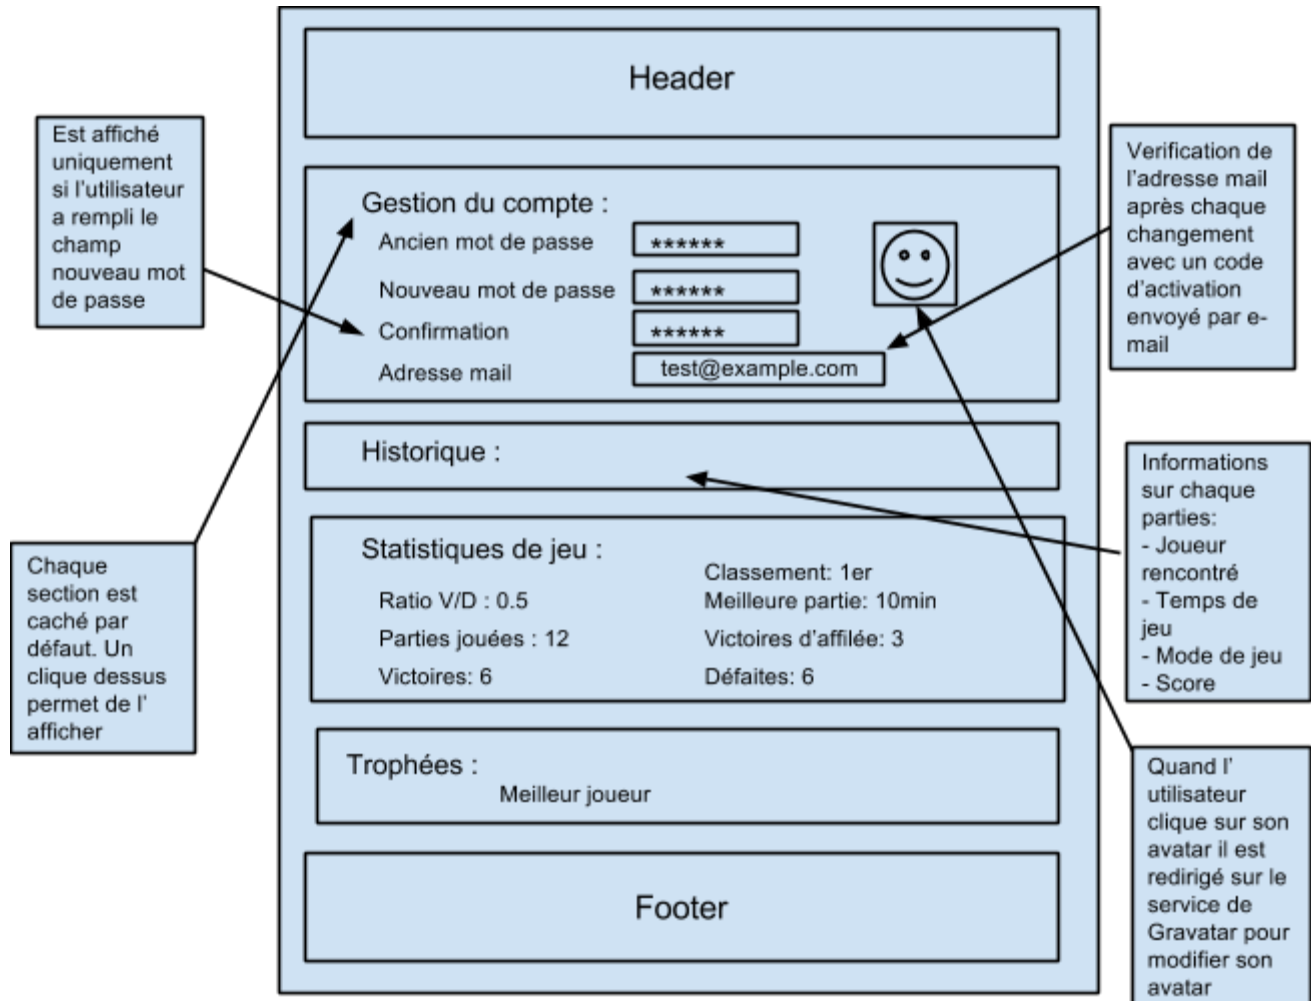 Header
Est affiché
uniquement
si l'utilisateur
a rempli le
champ
nouveau mot
de passe
Verification de
l'adresse mail
après chaque
changement
avec un code
d'activation
envoyé par e-
mail
Gestion du compte :
Ancien mot de passe ******
Nouveau mot de passe ******
Confirmation ******
Adresse mail test@example.com
Historique :
Informations
sur chaque
parties:
- Joueur
rencontré
- Temps de
jeu
- Mode de jeu
- Score
Chaque
section est
caché par
défaut. Un
clique dessus
permet de l'
afficher
Statistiques de jeu :
Classement: 1er
Ratio V/D : 0.5 Meilleure partie: 10min
Parties jouées : 12 Victoires d'affilée: 3
Victoires: 6 Défaites: 6
Trophées :
Meilleur joueur
Quand l'
utilisateur
clique sur son
avatar il est
redirigé sur le
service de
Gravatar pour
modifier son
avatar
Footer